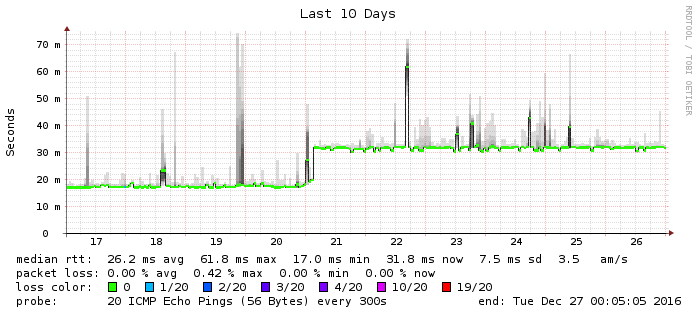 Last 10 Days
RRDTOOL / TOBI OETIKER
Seconds
70 m
60 m
50 m
40 m
30 m
20 m
10 m
0
17 18 19 20 21 22 23 24 25 26
median rtt: 26.2 ms avg 61.8 ms max 17.0 ms min 31.8 ms now 7.5 ms sd 3.5 am/s
packet loss: 0.00 % avg 0.42 % max 0.00 % min 0.00 % now
loss color: 0 1/20 2/20 3/20 4/20 10/20 19/20
probe: 20 ICMP Echo Pings (56 Bytes) every 300s end: Tue Dec 27 00:05:05 2016